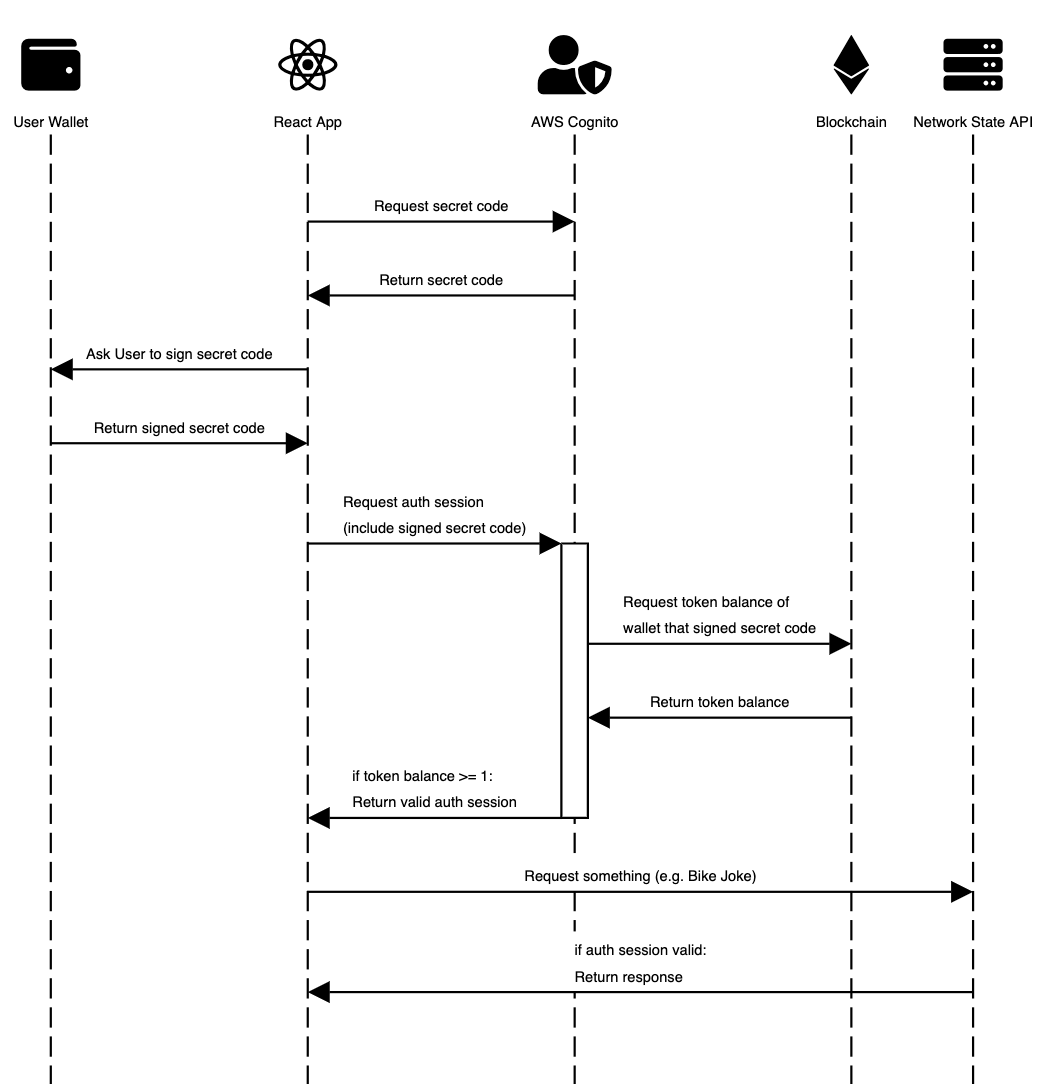 User Wallet
React App
AWS Cognito
Blockchain
Network State API
Request secret code
Return secret code
Ask User to sign secret code
Return signed secret code
Request auth session
(include signed secret code)
Request token balance of
wallet that signed secret code
Return token balance
if token balance >= 1:
Return valid auth session
Request something (e.g. Bike Joke)
if auth session valid:
Return response